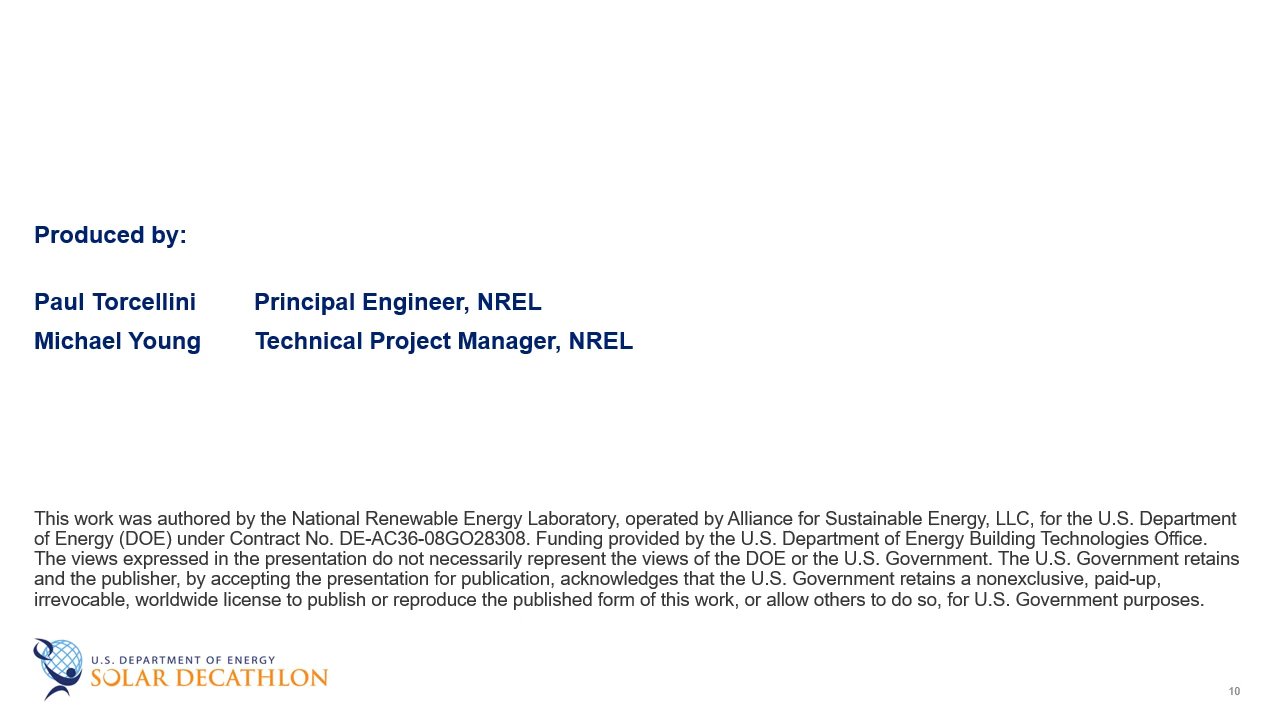 Produced by:
Paul Torcellini Principal Engineer, NREL
Michael Young Technical Project Manager, NREL
This work was authored by the National Renewable Energy Laboratory, operated by Alliance for Sustainable Energy, LLC, for the U.S. Department
of Energy (DOE) under Contract No. DE-AC36-08GO28308. Funding provided by the U.S. Department of Energy Building Technologies Office.
The views expressed in the presentation do not necessarily represent the views of the DOE or the U.S. Government. The U.S. Government retains
and the publisher, by accepting the presentation for publication, acknowledges that the U.S. Government retains a nonexclusive, paid-up,
irrevocable, worldwide license to publish or reproduce the published form of this work, or allow others to do so, for U.S. Government purposes.
U.S. DEPARTMENT OF ENERGY
SOLAR DECATHLON
10